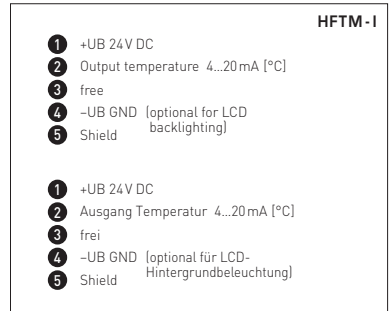 HFTM-I
1 +UB 24V DC
2 Output temperature 4...20mA [°C]
3 free
4 –UB GND (optional for LCD
backlighting)
5 Shield
1 +UB 24V DC
2 Ausgang Temperatur 4...20mA [°C]
3 frei
4 –UB GND (optional für LCD-
Hintergrundbeleuchtung)
5 Shield